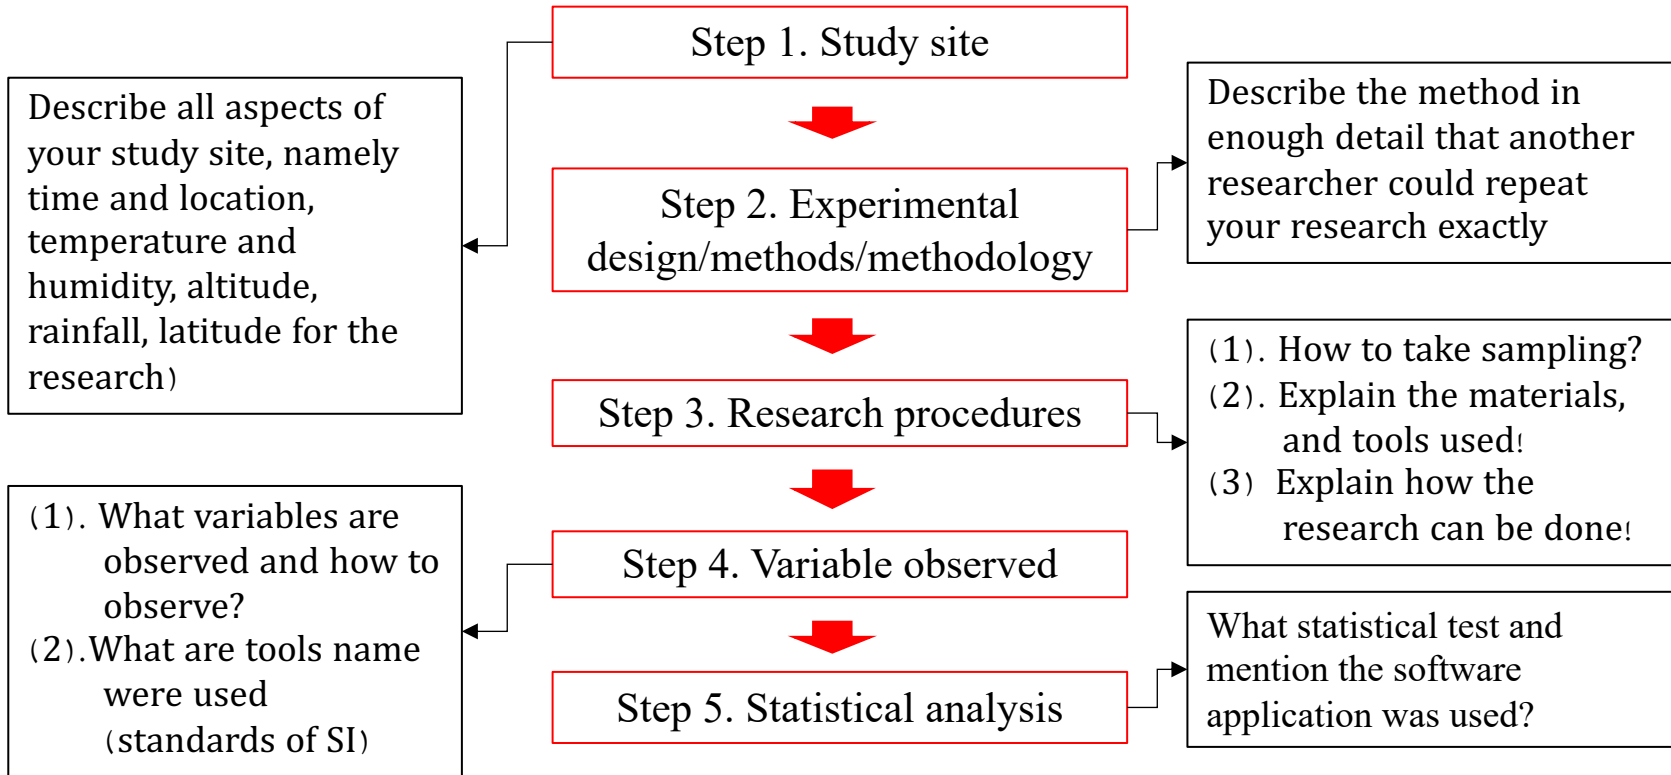 Step 1. Study site
Describe all aspects of
your study site, namely
time and location,
temperature and
humidity, altitude,
rainfall, latitude for the
research)
Step 2. Experimental
design/methods/methodology
Describe the method in
enough detail that another
researcher could repeat
your research exactly
Step 3. Research procedures
(1). How to take sampling?
(2). Explain the materials,
and tools used!
(3) Explain how the
research can be done!
Step 4. Variable observed
(1). What variables are
observed and how to
observe?
(2).What are tools name
were used
(standards of SI)
Step 5. Statistical analysis
What statistical test and
mention the software
application was used?